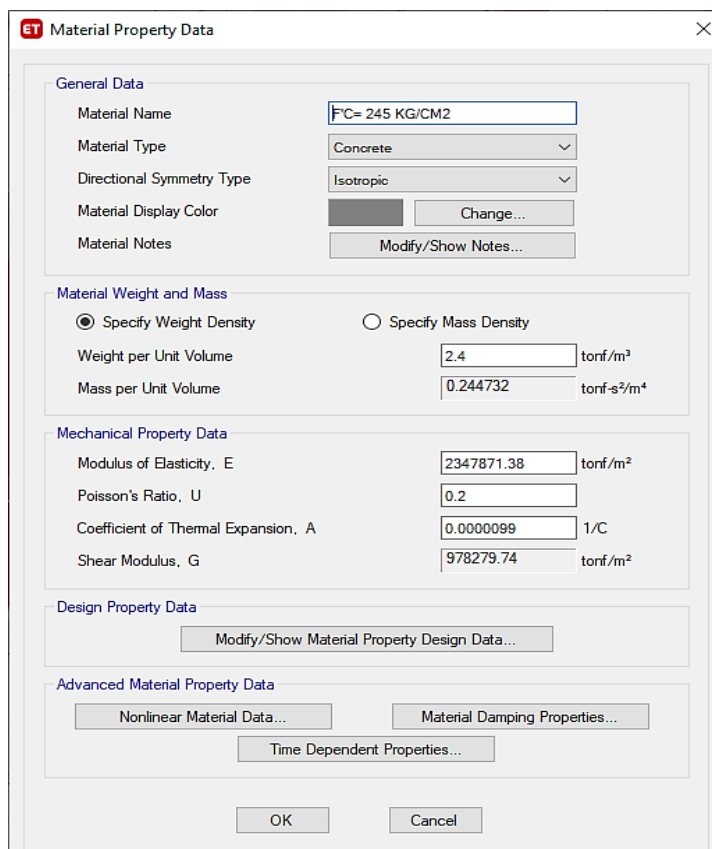 ET Material Property Data
General Data
Material Name F'C= 245 KG/CM2
Material Type Concrete
Directional Symmetry Type Isotropic
Material Display Color Change...
Material Notes Modify/Show Notes...
Material Weight and Mass
Specify Weight Density Specify Mass Density
Weight per Unit Volume 2.4 tonf/m³
Mass per Unit Volume 0.244732 tonf-s²/m⁴
Mechanical Property Data
Modulus of Elasticity, E 2347871.38 tonf/m²
Poisson's Ratio, U 0.2
Coefficient of Thermal Expansion, A 0.0000099 1/C
Shear Modulus, G 978279.74 tonf/m²
Design Property Data
Modify/Show Material Property Design Data...
Advanced Material Property Data
Nonlinear Material Data... Material Damping Properties...
Time Dependent Properties...
OK Cancel